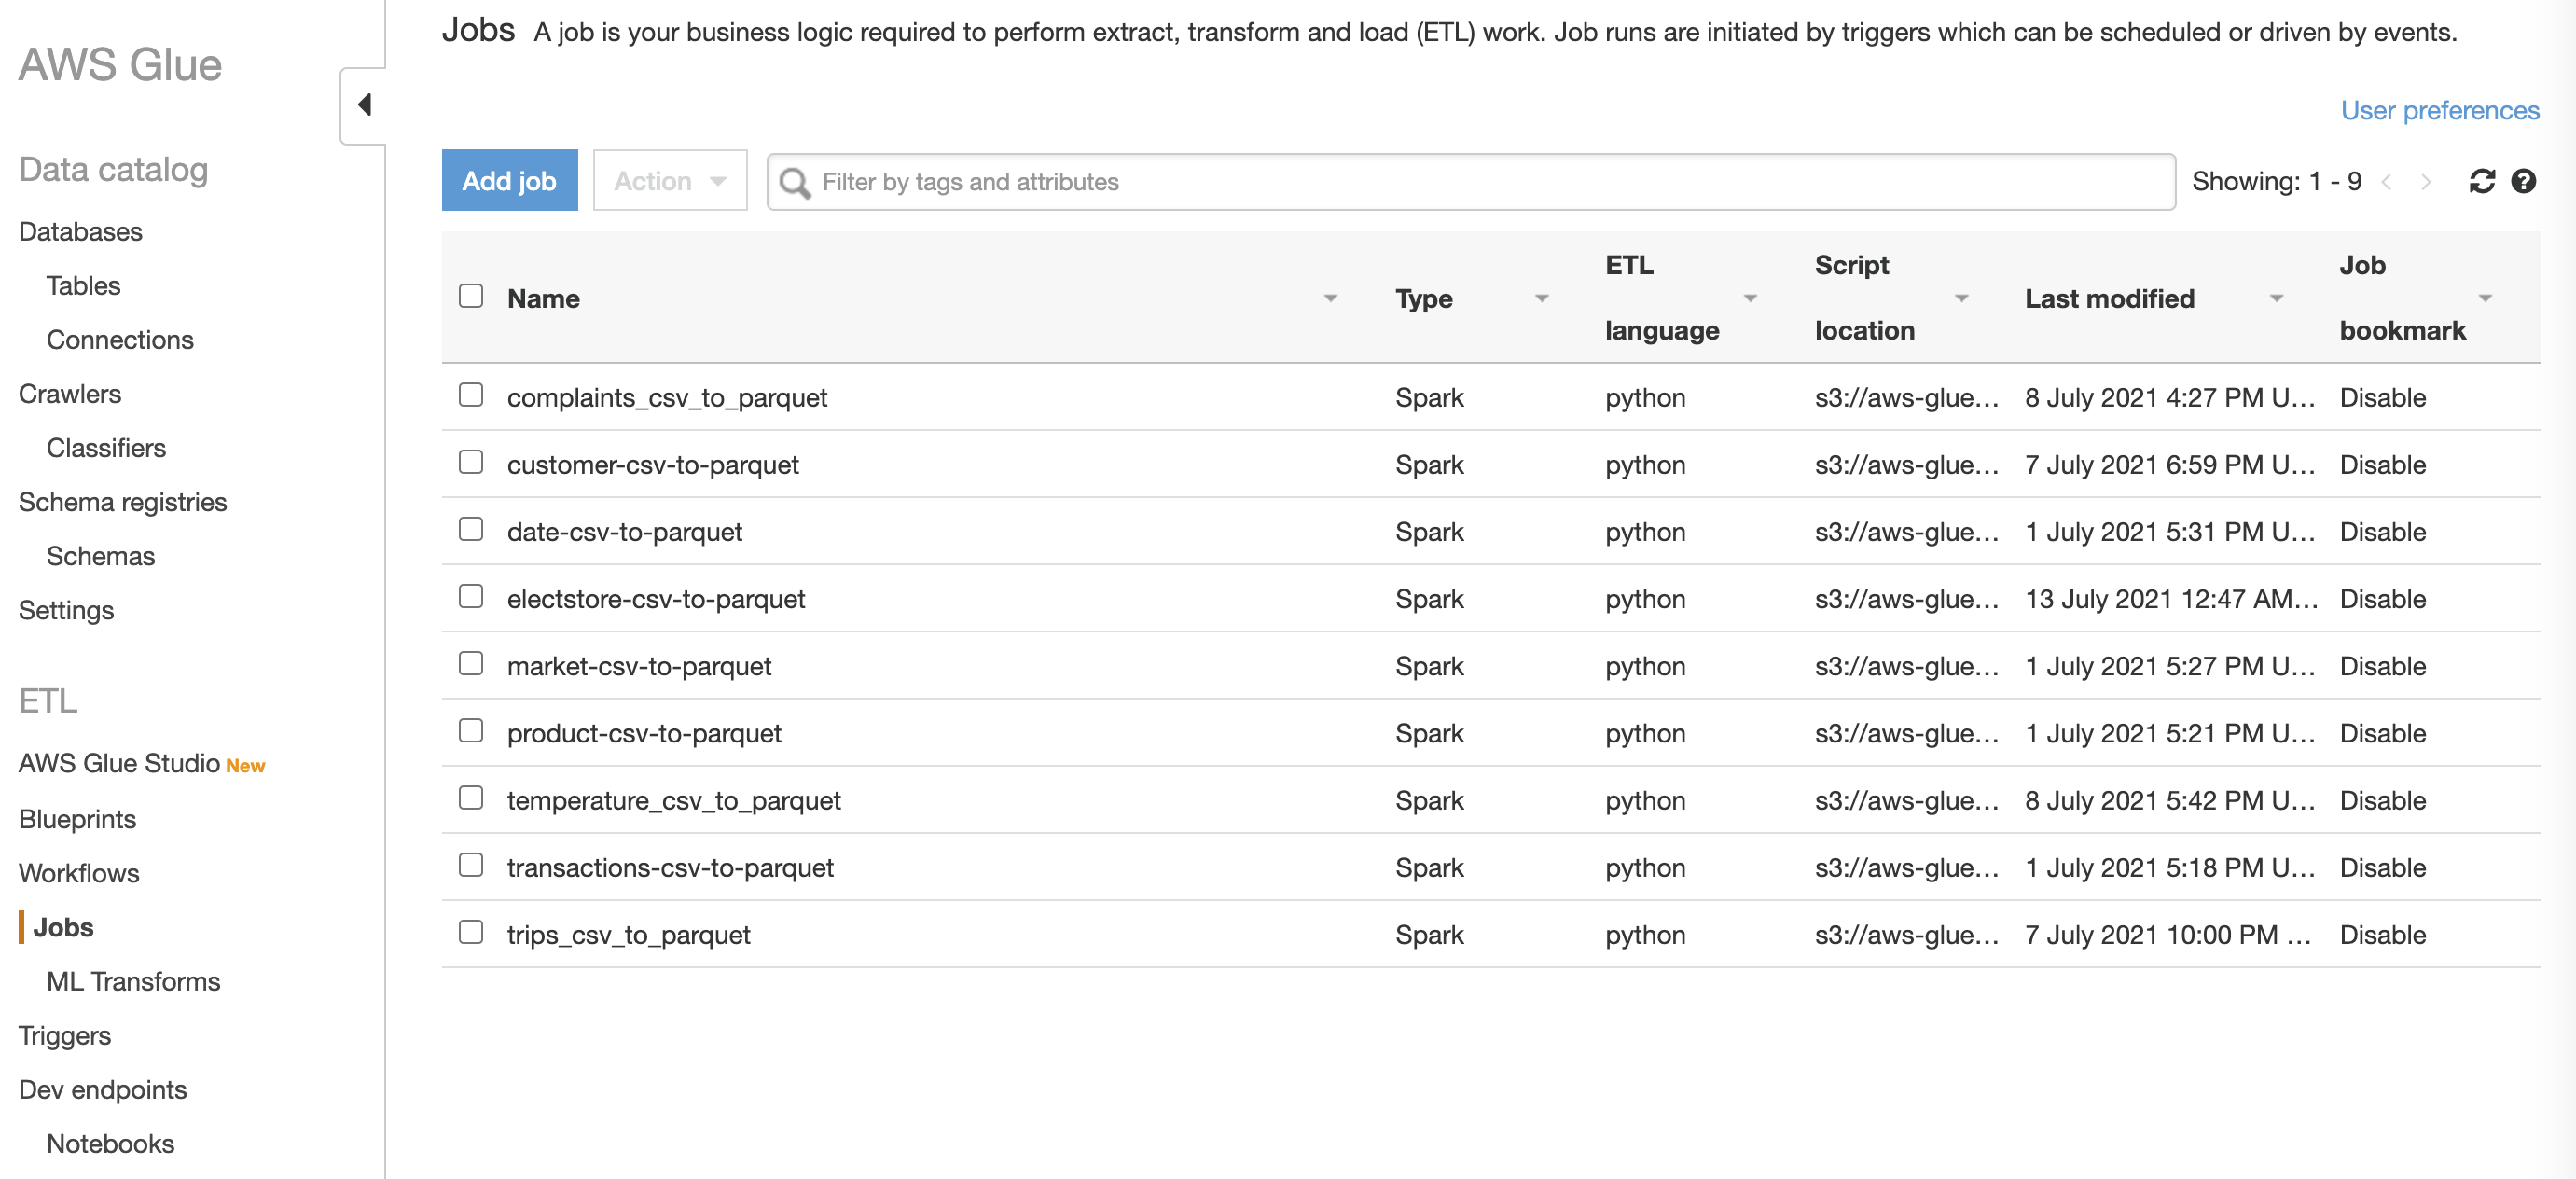 AWS Glue
Data catalog
Databases
Tables
Connections
Crawlers
Classifiers
Schema registries
Schemas
Settings
ETL
AWS Glue Studio New
Blueprints
Workflows
Jobs
ML Transforms
Triggers
Dev endpoints
Notebooks
Jobs A job is your business logic required to perform extract, transform and load (ETL) work. Job runs are initiated by triggers which can be scheduled or driven by events.
User preferences
Add job Action Filter by tags and attributes Showing: 1 - 9
Name Type ETL language Script location Last modified Job bookmark
complaints_csv_to_parquet Spark python s3://aws-glue... 8 July 2021 4:27 PM U... Disable
customer-csv-to-parquet Spark python s3://aws-glue... 7 July 2021 6:59 PM U... Disable
date-csv-to-parquet Spark python s3://aws-glue... 1 July 2021 5:31 PM U... Disable
electstore-csv-to-parquet Spark python s3://aws-glue... 13 July 2021 12:47 AM... Disable
market-csv-to-parquet Spark python s3://aws-glue... 1 July 2021 5:27 PM U... Disable
product-csv-to-parquet Spark python s3://aws-glue... 1 July 2021 5:21 PM U... Disable
temperature_csv_to_parquet Spark python s3://aws-glue... 8 July 2021 5:42 PM U... Disable
transactions-csv-to-parquet Spark python s3://aws-glue... 1 July 2021 5:18 PM U... Disable
trips_csv_to_parquet Spark python s3://aws-glue... 7 July 2021 10:00 PM ... Disable